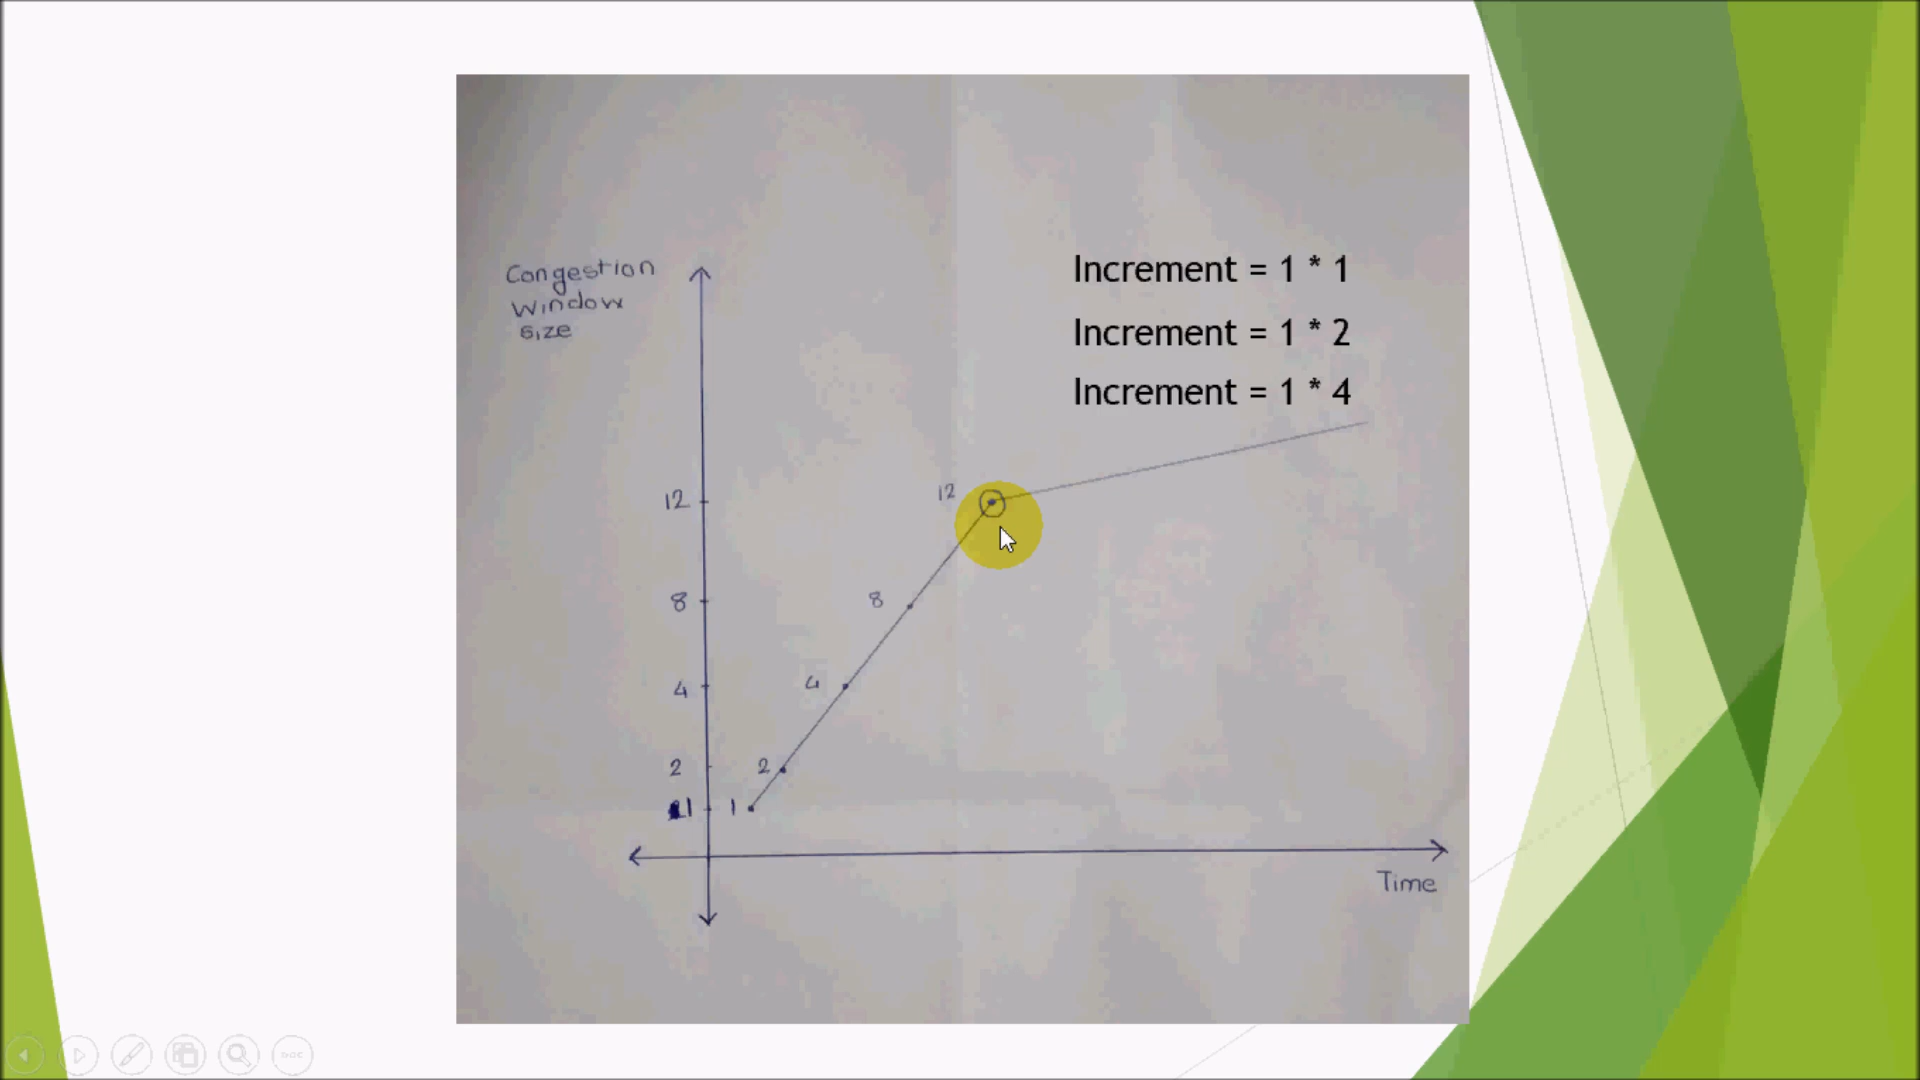 Congestion
Window
Size
Increment = 1 * 1
Increment = 1 * 2
Increment = 1 * 4
12
12
8
8
4
4
2
2
1
1
Time